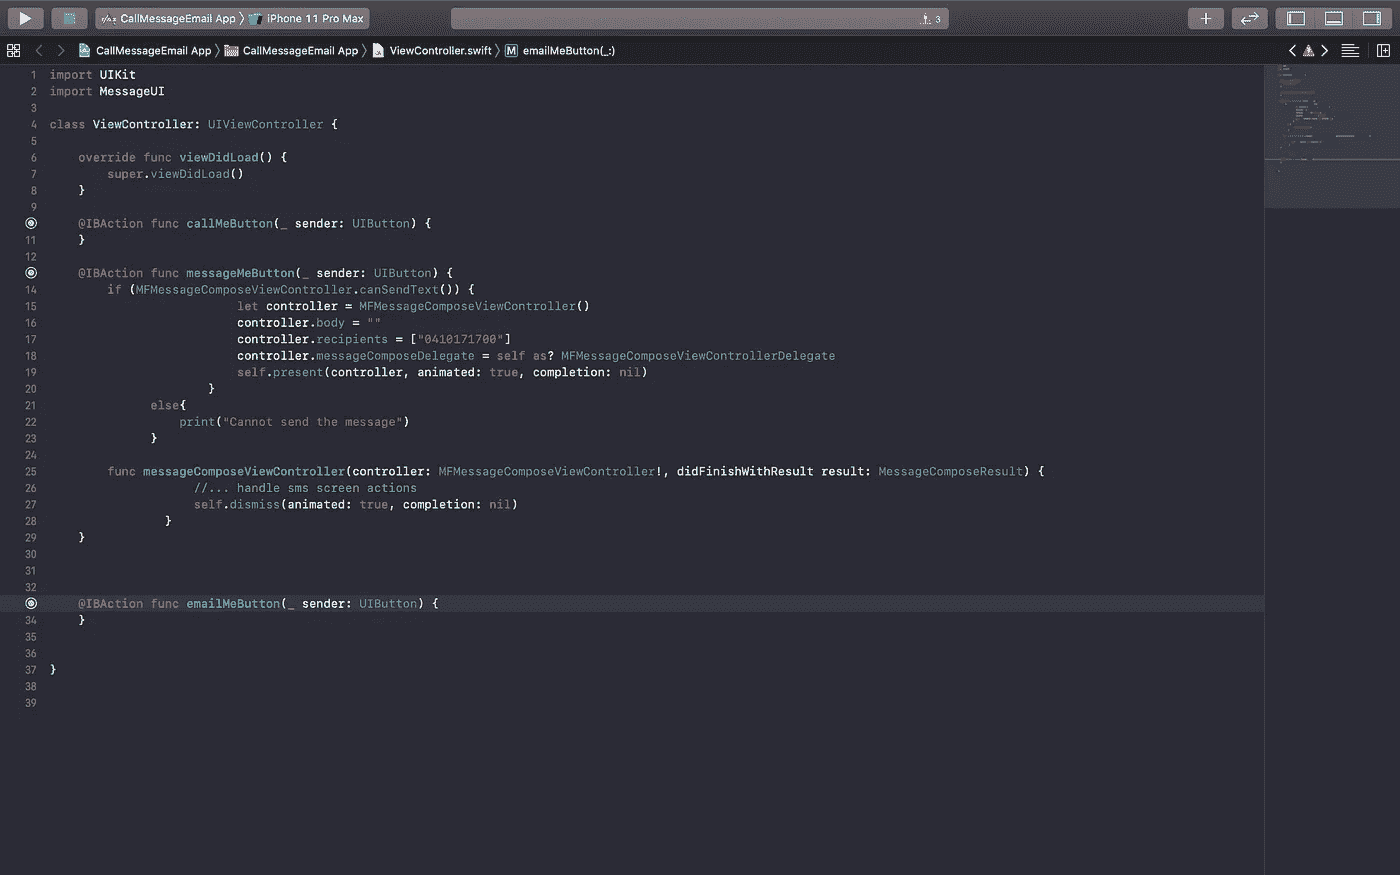 CallMessageEmail App iPhone 11 Pro Max 3
CallMessageEmail App CallMessageEmail App ViewController.swift M emailMeButton(_:)
1 import UIKit
2 import MessageUI
3
4 class ViewController: UIViewController {
5
6 override func viewDidLoad() {
7 super.viewDidLoad()
8 }
9
@IBAction func callMeButton(_ sender: UIButton) {
11 }
12
@IBAction func messageMeButton(_ sender: UIButton) {
14 if (MFMessageComposeViewController.canSendText()) {
15 let controller = MFMessageComposeViewController()
16 controller.body = ""
17 controller.recipients = ["0410171700"]
18 controller.messageComposeDelegate = self as? MFMessageComposeViewControllerDelegate
19 self.present(controller, animated: true, completion: nil)
20 }
21 else{
22 print("Cannot send the message")
23 }
24
25 func messageComposeViewController(controller: MFMessageComposeViewController!, didFinishWithResult result: MessageComposeResult) {
26 //... handle sms screen actions
27 self.dismiss(animated: true, completion: nil)
28 }
29 }
30
31
32
@IBAction func emailMeButton(_ sender: UIButton) {
34 }
35
36
37 }
38
39